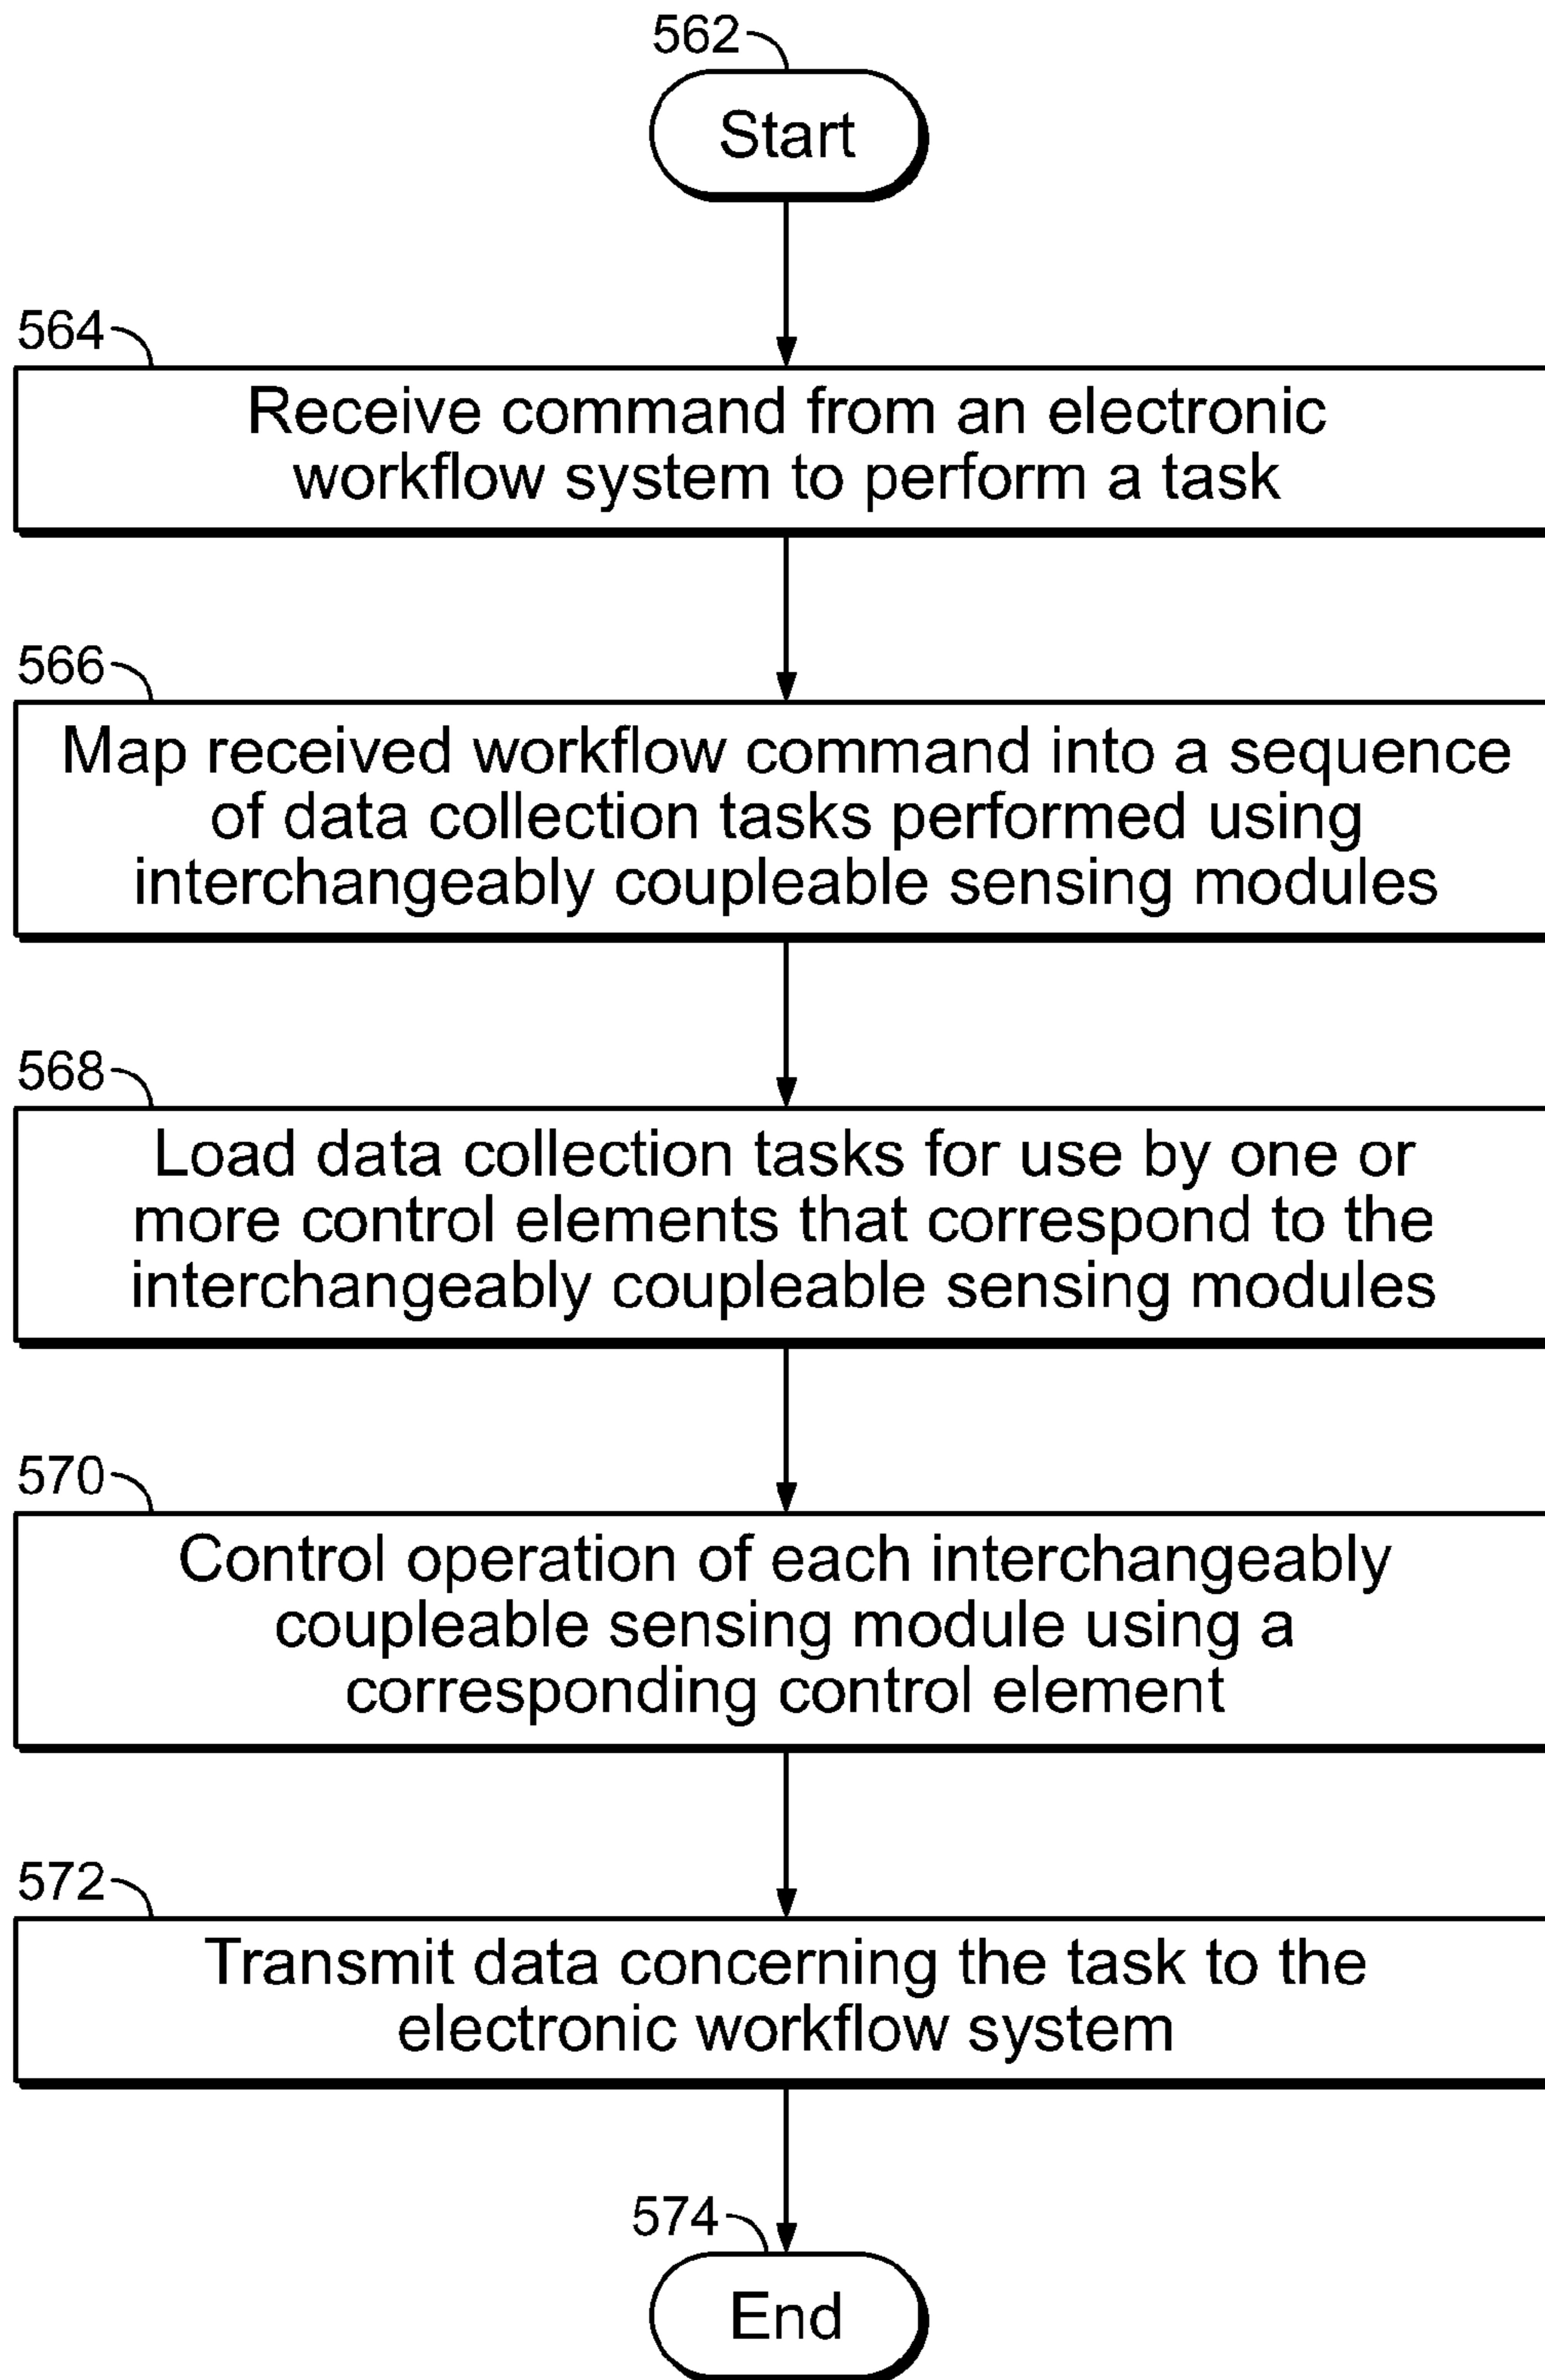 562
Start
564
Receive command from an electronic
workflow system to perform a task
566
Map received workflow command into a sequence
of data collection tasks performed using
interchangeably coupleable sensing modules
568
Load data collection tasks for use by one or
more control elements that correspond to the
interchangeably coupleable sensing modules
570
Control operation of each interchangeably
coupleable sensing module using a
corresponding control element
572
Transmit data concerning the task to the
electronic workflow system
574
End